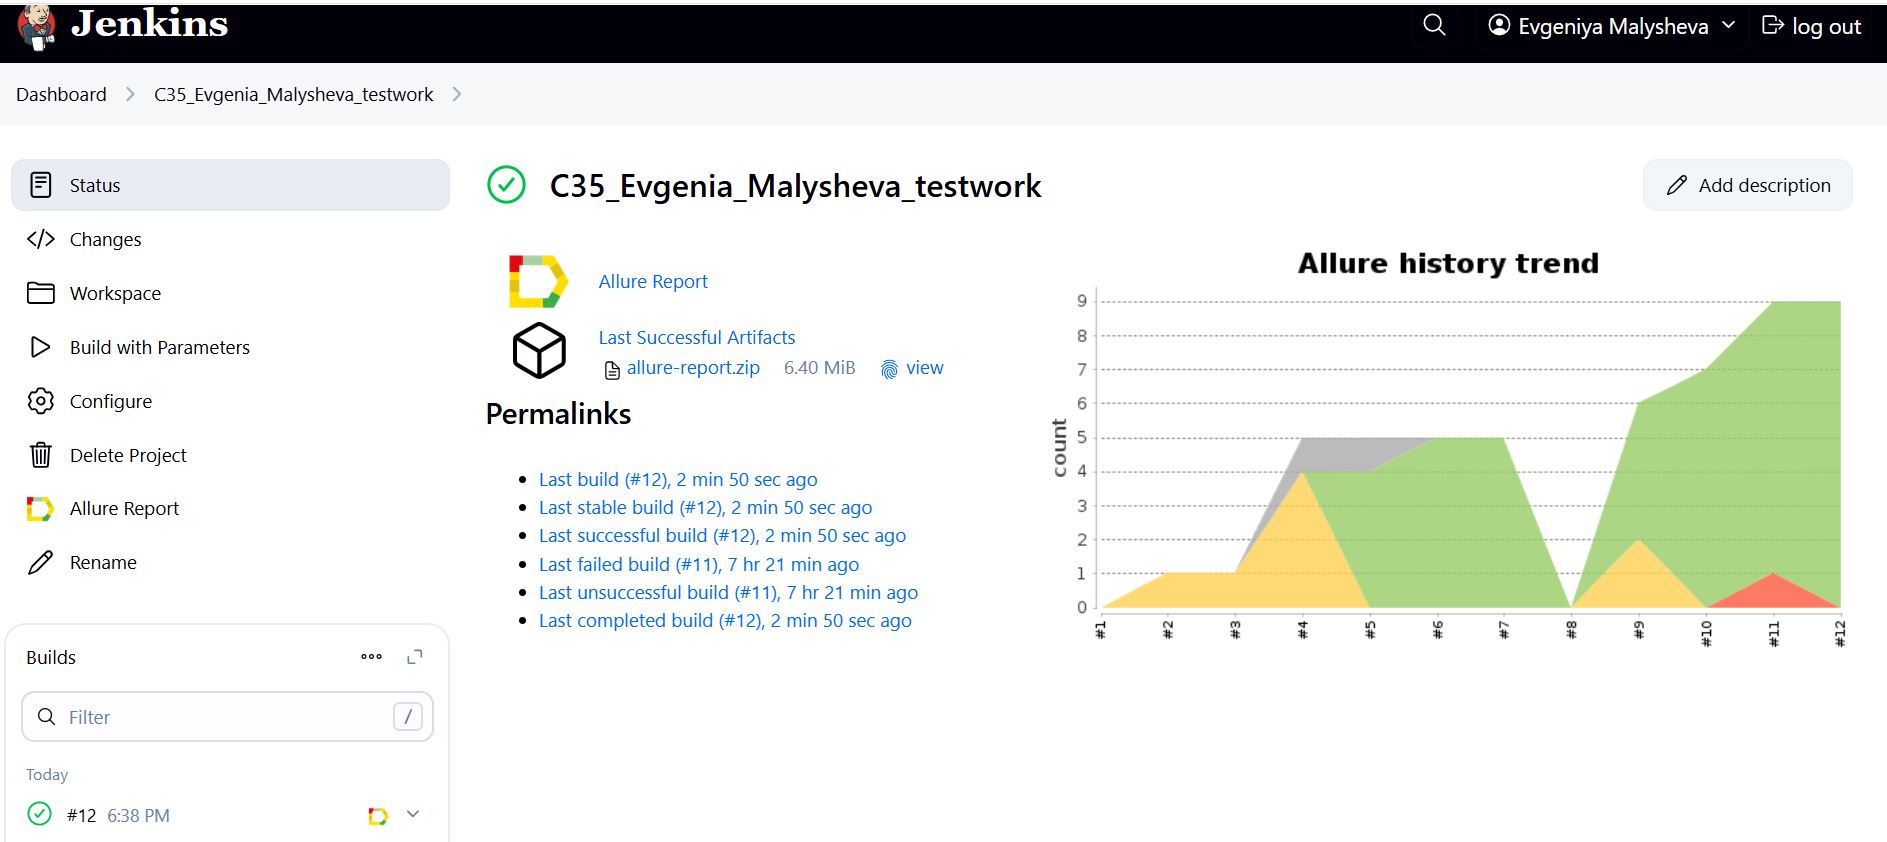 Jenkins
Evgeniya Malysheva
log out
Dashboard
C35_Evgenia_Malysheva_testwork
Status
Changes
Workspace
Build with Parameters
Configure
Delete Project
Allure Report
Rename
Builds
Filter
/
Today
#12 6:38 PM
C35_Evgenia_Malysheva_testwork
Add description
Allure Report
Last Successful Artifacts
allure-report.zip 6.40 MiB view
Permalinks
Last build (#12), 2 min 50 sec ago
Last stable build (#12), 2 min 50 sec ago
Last successful build (#12), 2 min 50 sec ago
Last failed build (#11), 7 hr 21 min ago
Last unsuccessful build (#11), 7 hr 21 min ago
Last completed build (#12), 2 min 50 sec ago
Allure history trend
count
9
8
7
6
5
4
3
2
1
0
#1
#2
#3
#4
#5
#6
#7
#8
#9
#10
#11
#12